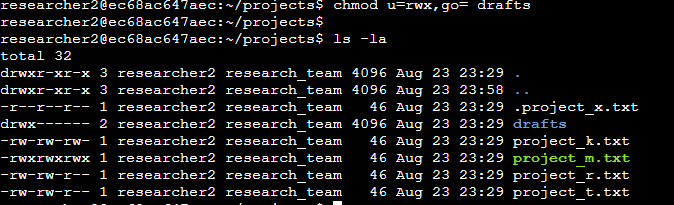 researcher2@ec68ac647aec:~/projects$ chmod u=rwx,go= drafts
researcher2@ec68ac647aec:~/projects$
researcher2@ec68ac647aec:~/projects$ ls -la
total 32
drwxr-xr-x 3 researcher2 research_team 4096 Aug 23 23:29 .
drwxr-xr-x 3 researcher2 research_team 4096 Aug 23 23:58 ..
-r--r--r-- 1 researcher2 research_team   46 Aug 23 23:29 .project_x.txt
drwx------ 2 researcher2 research_team 4096 Aug 23 23:29 drafts
-rw-rw-rw- 1 researcher2 research_team   46 Aug 23 23:29 project_k.txt
-rwxrwxrwx 1 researcher2 research_team   46 Aug 23 23:29 project_m.txt
-rw-rw-r-- 1 researcher2 research_team   46 Aug 23 23:29 project_r.txt
-rw-rw-r-- 1 researcher2 research_team   46 Aug 23 23:29 project_t.txt